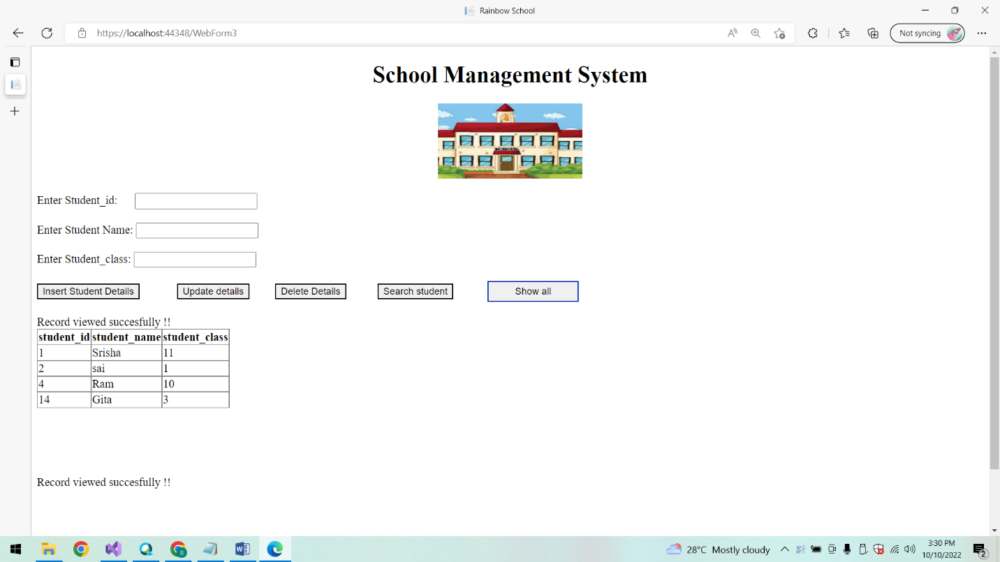 Rainbow School
https://localhost:44348/WebForm3
Not syncing
School Management System
SCHOOL
Enter Student_id:
Enter Student Name:
Enter Student_class:
Insert Student Details Update details Delete Details Search student Show all
Record viewed succesfully !!
student_id student_name student_class
1 Srisha 11
2 sai 1
4 Ram 10
14 Gita 3
Record viewed succesfully !!
28°C Mostly cloudy
3:30 PM
10/10/2022
2